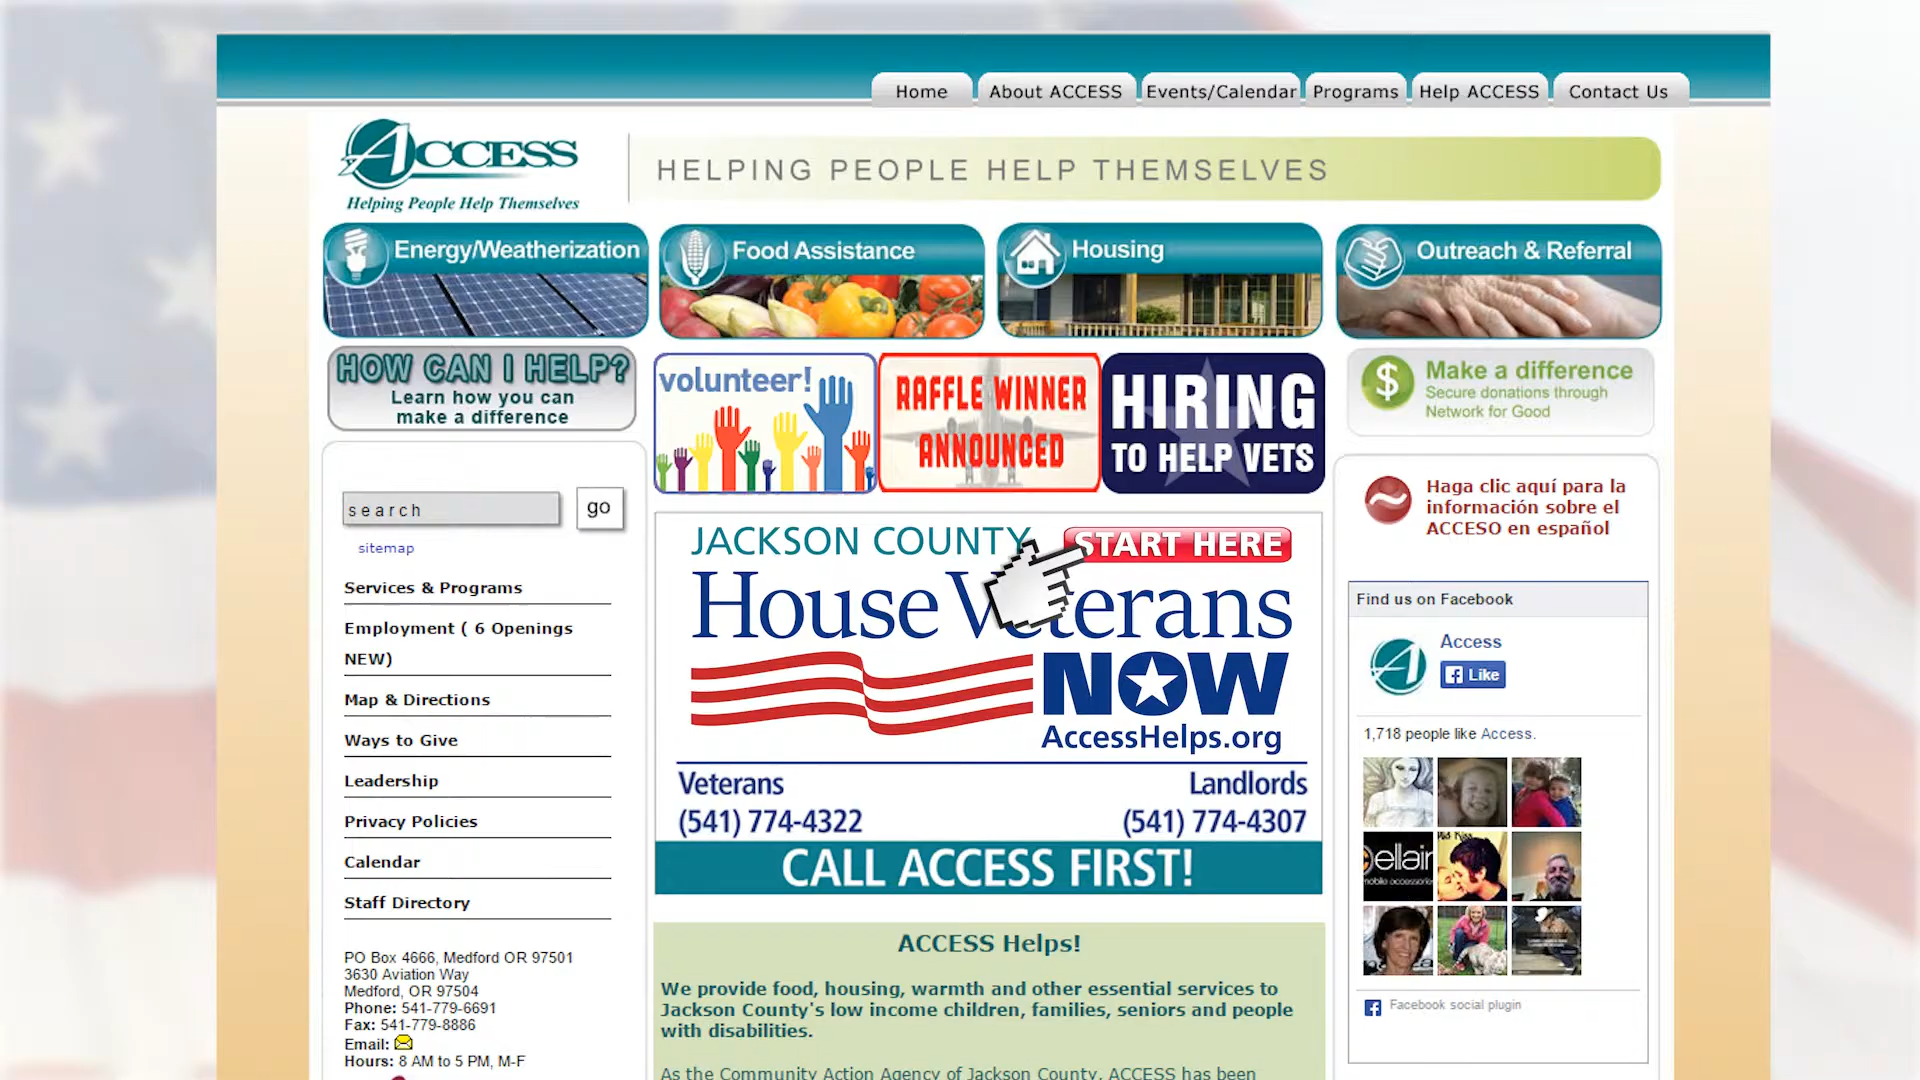 Home
About ACCESS
Events/Calendar
Programs
Help ACCESS
Contact Us
ACCESS
Helping People Help Themselves
HELPING PEOPLE HELP THEMSELVES
Energy/Weatherization
Food Assistance
Housing
Outreach & Referral
HOW CAN I HELP?
Learn how you can
make a difference
volunteer!
RAFFLE WINNER
ANNOUNCED
HIRING
TO HELP VETS
Make a difference
Secure donations through
Network for Good
search
go
sitemap
Services & Programs
Employment ( 6 Openings
NEW)
Map & Directions
Ways to Give
Leadership
Privacy Policies
Calendar
Staff Directory
PO Box 4666, Medford OR 97501
3630 Aviation Way
Medford, OR 97504
Phone: 541-779-6691
Fax: 541-779-8886
Email:
Hours: 8 AM to 5 PM, M-F
JACKSON COUNTY
START HERE
House Veterans
NOW
AccessHelps.org
Veterans
Landlords
(541) 774-4322
(541) 774-4307
CALL ACCESS FIRST!
ACCESS Helps!
We provide food, housing, warmth and other essential services to
Jackson County's low income children, families, seniors and people
with disabilities.
As the Community Action Agency of Jackson County, ACCESS has been
Haga clic aquí para la
información sobre el
ACCESO en español
Find us on Facebook
Access
Like
1,718 people like Access.
ellair
Facebook social plugin